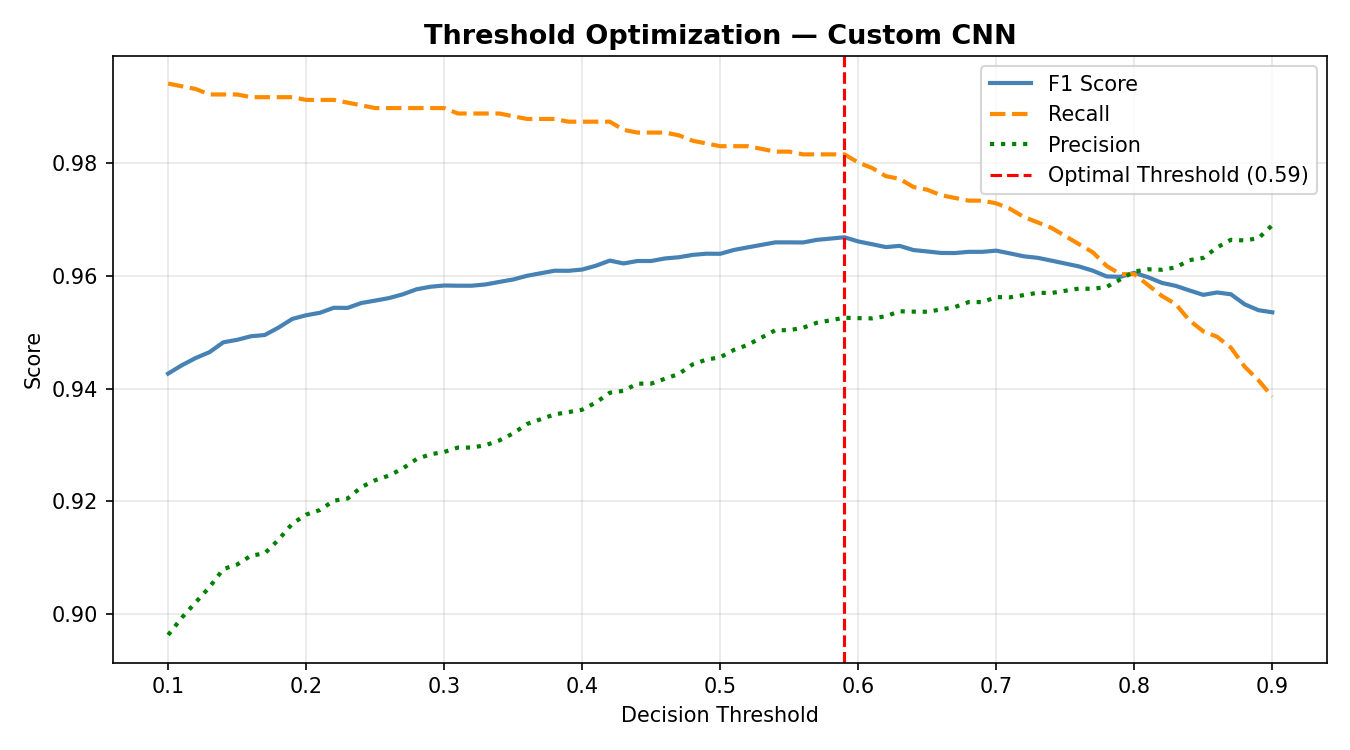 Threshold Optimization — Custom CNN
F1 Score
Recall
Precision
Optimal Threshold (0.59)
Score
0.98
0.96
0.94
0.92
0.90
0.1 0.2 0.3 0.4 0.5 0.6 0.7 0.8 0.9
Decision Threshold